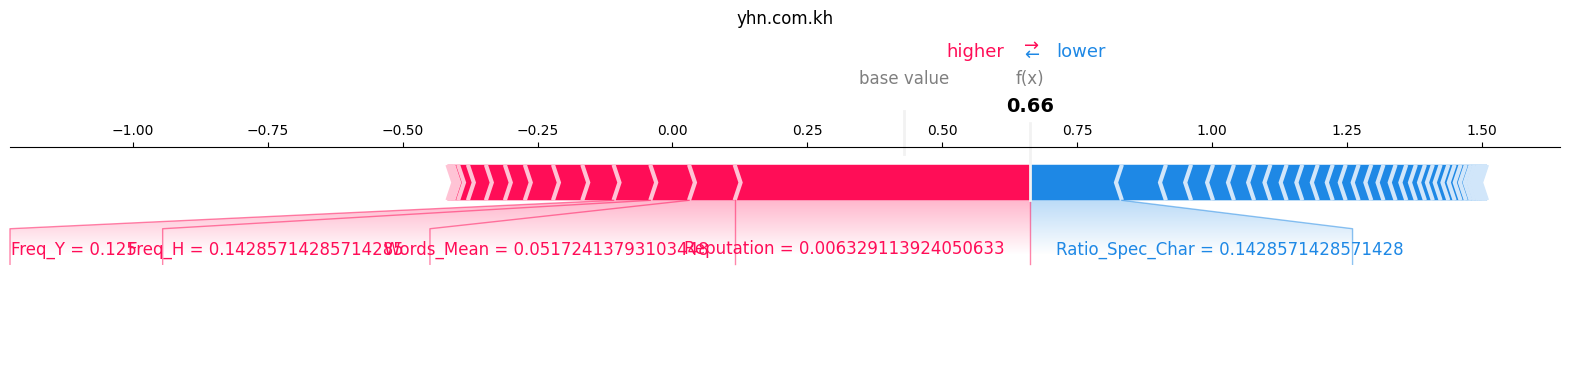 yhn.com.kh
higher ⇄ lower
base value f(x)
0.66
−1.00 −0.75 −0.50 −0.25 0.00 0.25 0.50 0.75 1.00 1.25 1.50
Freq_Y = 0.125 Freq_H = 0.14285714285714285 Words_Mean = 0.05172413793103448 Reputation = 0.006329113924050633 Ratio_Spec_Char = 0.1428571428571428